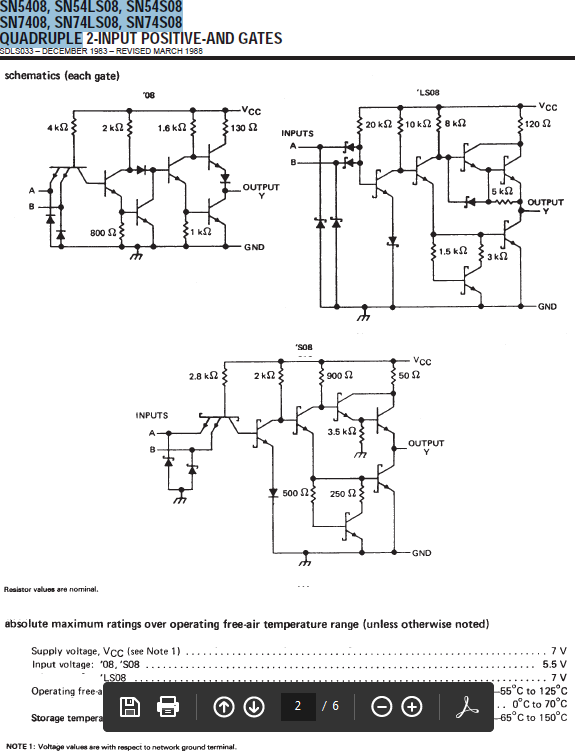 SN5408, SN54LS08, SN54S08
SN7408, SN74LS08, SN74S08
QUADRUPLE 2-INPUT POSITIVE-AND GATES
SDLS033 – DECEMBER 1983 – REVISED MARCH 1988
schematics (each gate)
'08
VCC
4 kΩ
2 kΩ
1.6 kΩ
130 Ω
A
B
OUTPUT
Y
800 Ω
1 kΩ
GND
'LS08
VCC
20 kΩ
10 kΩ
8 kΩ
120 Ω
INPUTS
A
B
5 kΩ
OUTPUT
Y
1.5 kΩ
3 kΩ
GND
'S08
VCC
2.8 kΩ
2 kΩ
900 Ω
50 Ω
INPUTS
A
B
3.5 kΩ
OUTPUT
Y
500 Ω
250 Ω
GND
Resistor values are nominal.
absolute maximum ratings over operating free-air temperature range (unless otherwise noted)
Supply voltage, VCC (see Note 1) . . . . . . . . . . 7 V
Input voltage: '08, 'S08 . . . . . . . . . . 5.5 V
'LS08 . . . . . . . . . . 7 V
Operating free-a –55°C to 125°C
. . 0°C to 70°C
Storage tempera –65°C to 150°C
2 / 6
NOTE 1: Voltage values are with respect to network ground terminal.